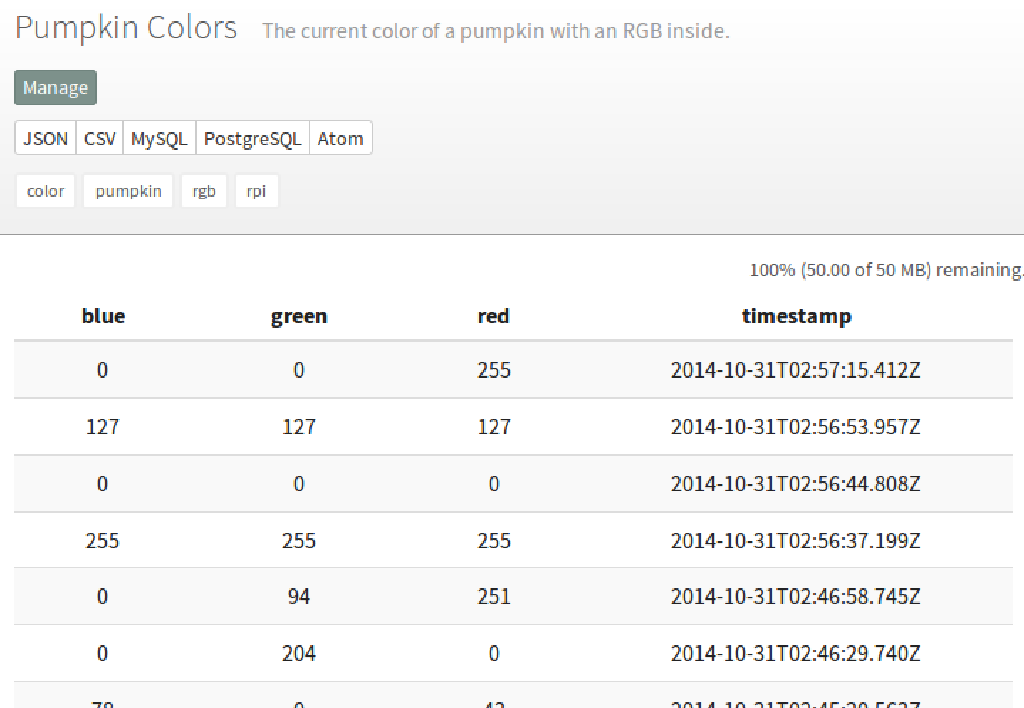 Pumpkin Colors The current color of a pumpkin with an RGB inside.
Manage
JSON CSV MySQL PostgreSQL Atom
color pumpkin rgb rpi
100% (50.00 of 50 MB) remaining.
blue green red timestamp
0 0 255 2014-10-31T02:57:15.412Z
127 127 127 2014-10-31T02:56:53.957Z
0 0 0 2014-10-31T02:56:44.808Z
255 255 255 2014-10-31T02:56:37.199Z
0 94 251 2014-10-31T02:46:58.745Z
0 204 0 2014-10-31T02:46:29.740Z